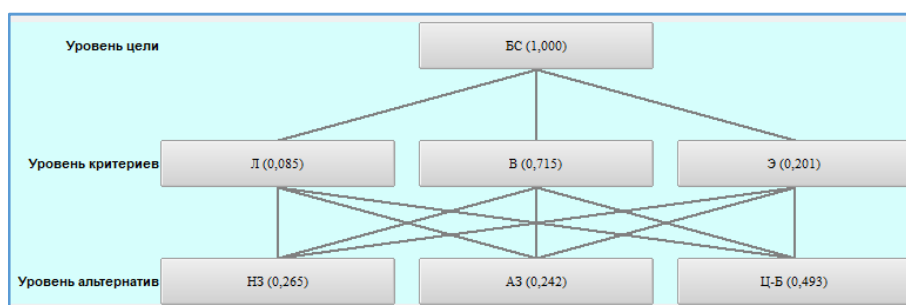 Уровень цели
БС (1,000)
Уровень критериев
Л (0,085)
В (0,715)
Э (0,201)
Уровень альтернатив
НЗ (0,265)
АЗ (0,242)
Ц-Б (0,493)